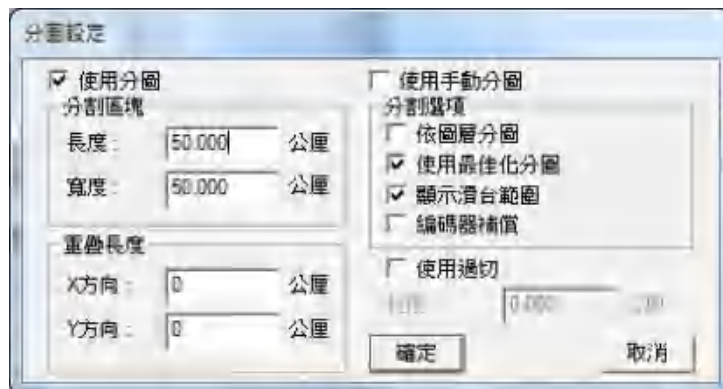 分圖設定
使用分圖
分割區塊
長度： 50.000 公厘
寬度： 50.000 公厘
重疊長度
X方向： 0 公厘
Y方向： 0 公厘
使用手動分圖
分割選項
依圖層分圖
使用最佳化分圖
顯示滑台範圍
編碼器補償
使用過切
0.000
確定
取消